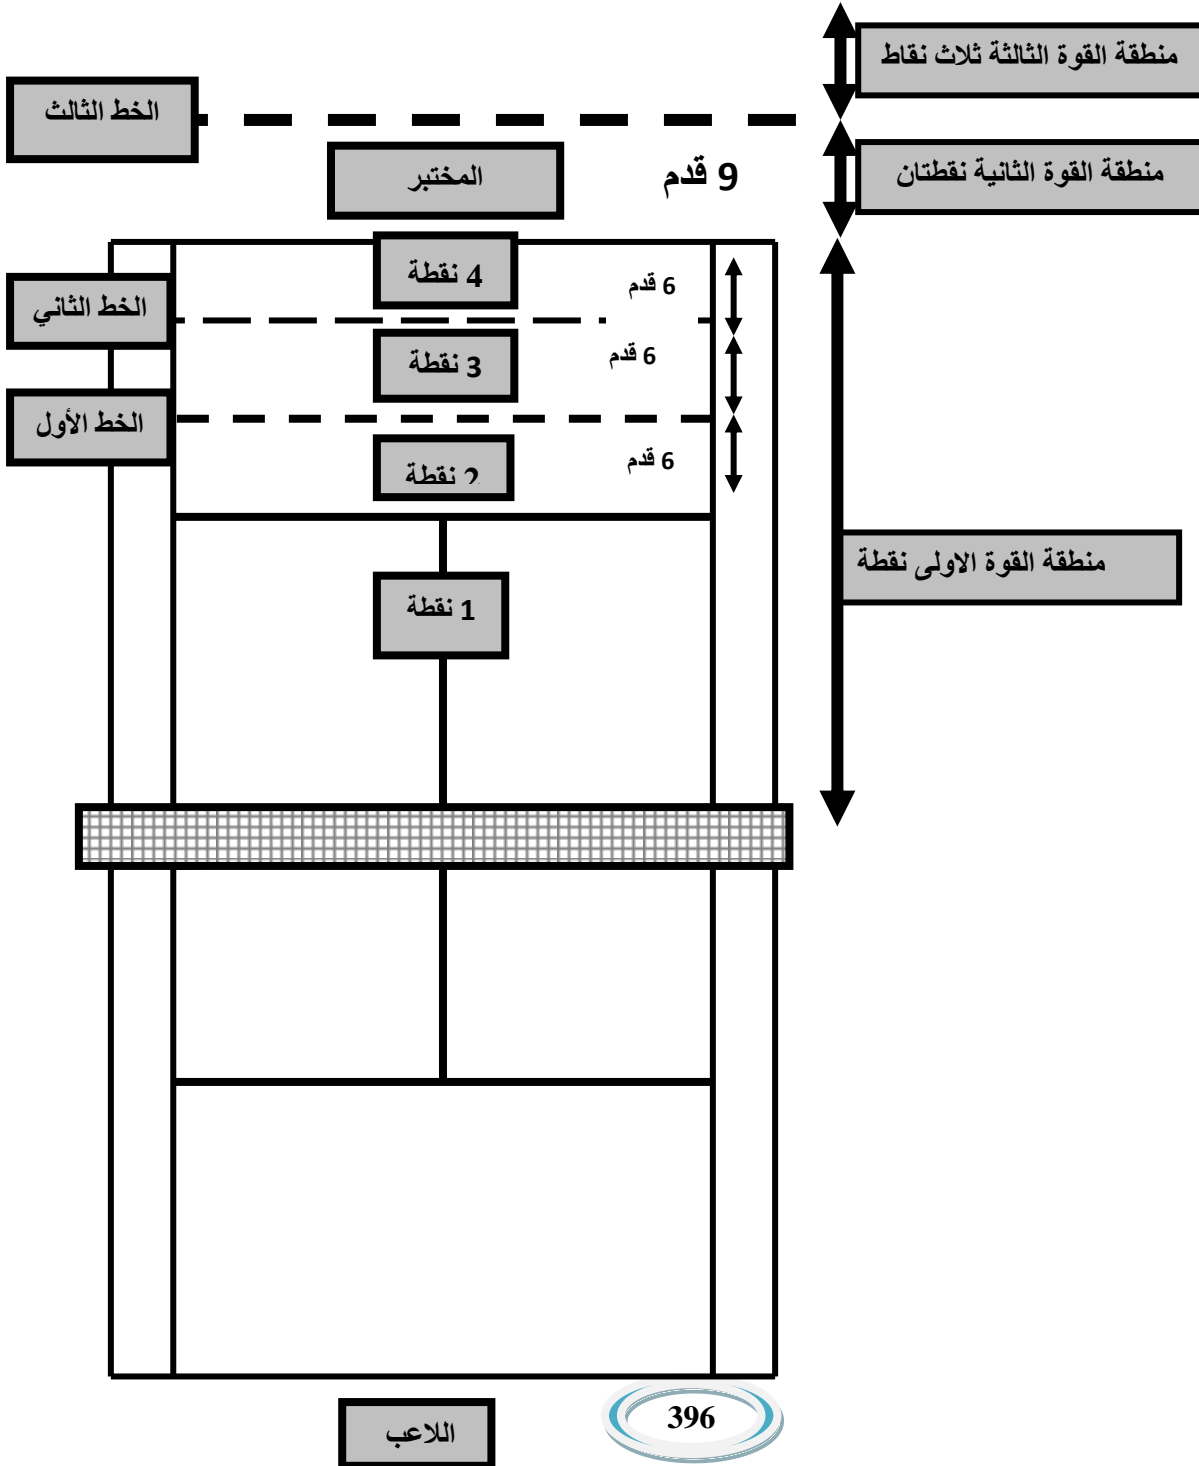 منطقة القوة الثالثة ثلاث نقاط
الخط الثالث
منطقة القوة الثانية نقطتان
9 قدم
المختبر
4 نقطة
6 قدم
الخط الثاني
3 نقطة
6 قدم
الخط الأول
2 نقطة
6 قدم
منطقة القوة الاولى نقطة
1 نقطة
396
اللاعب